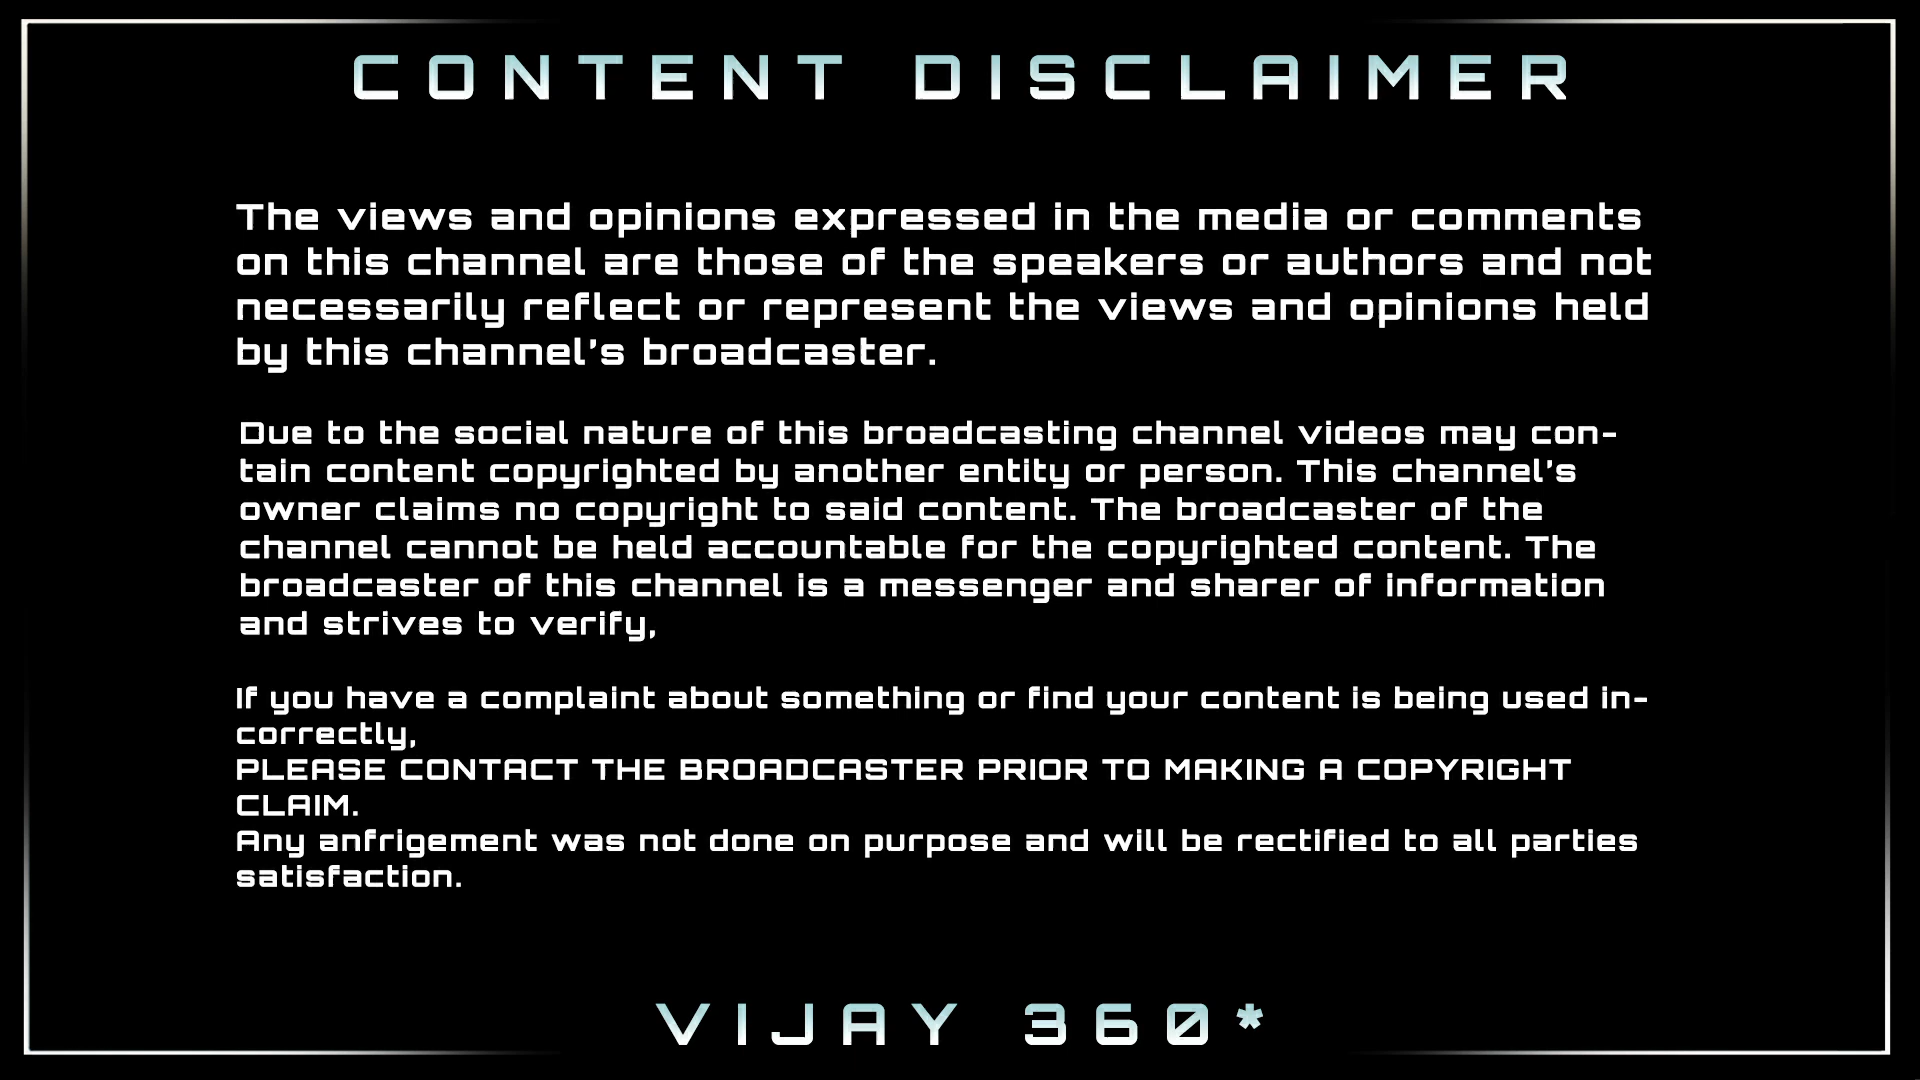 CONTENT DISCLAIMER
The views and opinions expressed in the media or comments
on this channel are those of the speakers or authors and not
necessarily reflect or represent the views and opinions held
by this channel's broadcaster.
Due to the social nature of this broadcasting channel videos may con-
tain content copyrighted by another entity or person. This channel's
owner claims no copyright to said content. The broadcaster of the
channel cannot be held accountable for the copyrighted content. The
broadcaster of this channel is a messenger and sharer of information
and strives to verify,
If you have a complaint about something or find your content is being used in-
correctly,
PLEASE CONTACT THE BROADCASTER PRIOR TO MAKING A COPYRIGHT
CLAIM.
Any anfrigement was not done on purpose and will be rectified to all parties
satisfaction.
VIJAY 360*